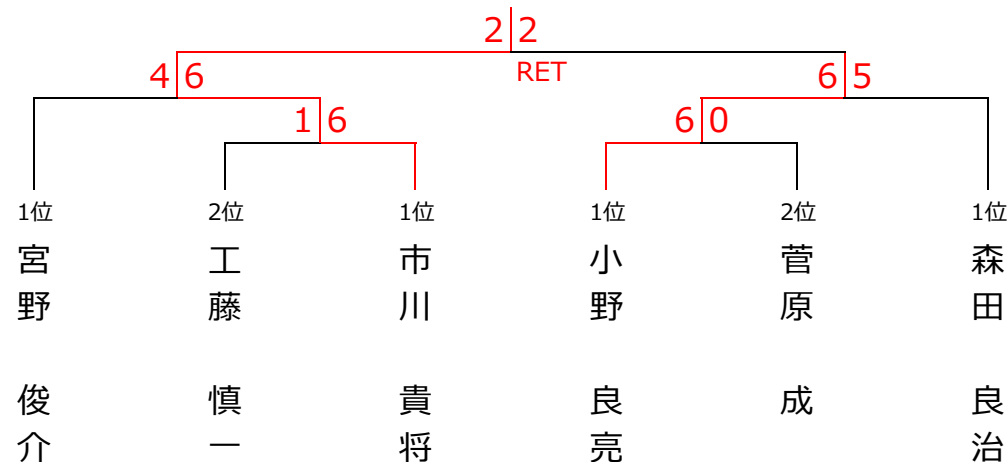 2 2
RET
4 6
6 5
1 6
6 0
1位 2位 1位 1位 2位 1位
宮野 俊介
工藤 慎一
市川 貴将
小野 良亮
菅原 成
森田 良治